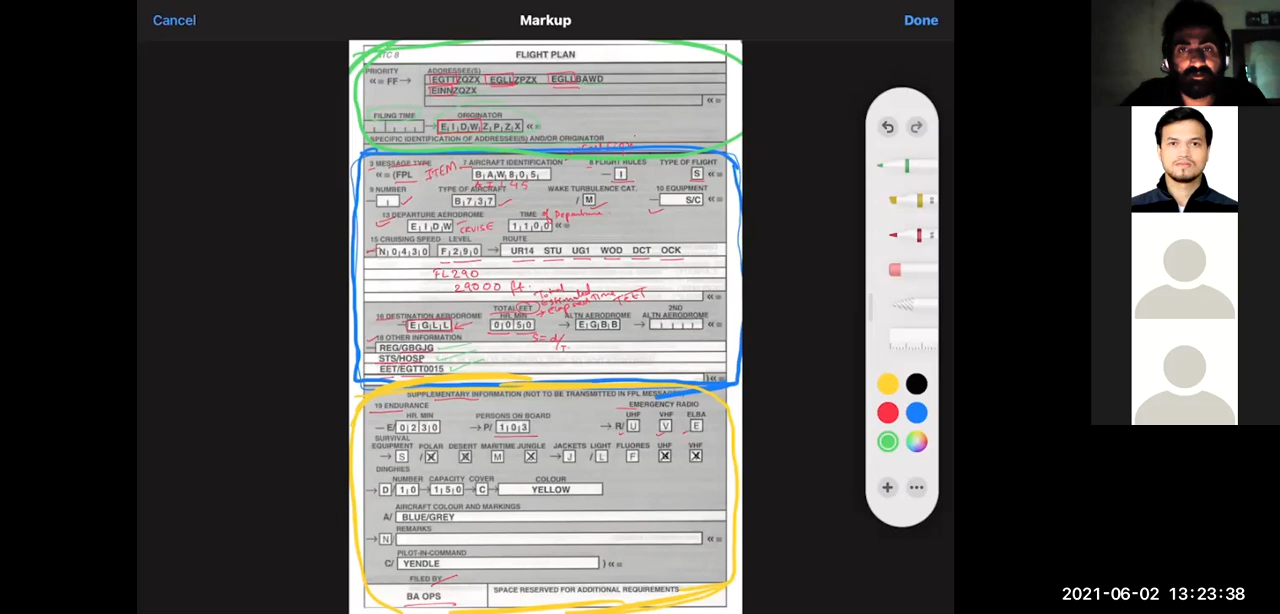 Cancel
Markup
Done
FLIGHT PLAN
PRIORITY
ADDRESSEE(S)
<<≡ FF →
EGTTZQZX EGLLZPZX EGLLBAWD
EINNZQZX
<<≡
FILING TIME
ORIGINATOR
→ EIDWZPZX <<≡
SPECIFIC IDENTIFICATION OF ADDRESSEE(S) AND/OR ORIGINATOR
3 MESSAGE TYPE
ITEM
7 AIRCRAFT IDENTIFICATION
8 FLIGHT RULES
TYPE OF FLIGHT
<<≡ (FPL
BAW805
— I
S <<≡
9 NUMBER
TYPE OF AIRCRAFT
WAKE TURBULENCE CAT.
10 EQUIPMENT
B737
/ M
S/C <<≡
13 DEPARTURE AERODROME
TIME of Departure
EIDW
1100 <<≡
CRUISE
15 CRUISING SPEED LEVEL
ROUTE
N0430 F290 → UR14 STU UG1 WOD DCT OCK
FL290
29000 ft.
<<≡
Total
estimated
elapsed time TEET
16 DESTINATION AERODROME
TOTAL EET
HR. MIN
ALTN AERODROME
2ND
ALTN AERODROME
EGLL
0050
→ EGBB →
<<≡
18 OTHER INFORMATION
S=d/T.
REG/GBGJG
STS/HOSP
EET/EGTT0015
)<<≡
SUPPLEMENTARY INFORMATION (NOT TO BE TRANSMITTED IN FPL MESSAGES)
19 ENDURANCE
EMERGENCY RADIO
HR. MIN
PERSONS ON BOARD
UHF VHF ELBA
— E/ 0230 → P/ 103 → R/ U V E
SURVIVAL
EQUIPMENT POLAR DESERT MARITIME JUNGLE JACKETS LIGHT FLUORES UHF VHF
→ S / X X M X → J / L F X X
DINGHIES
NUMBER CAPACITY COVER COLOUR
→ D / 10 → 150 → C → YELLOW
AIRCRAFT COLOUR AND MARKINGS
A/ BLUE/GREY
REMARKS
→ N / <<≡
PILOT-IN-COMMAND
C/ YENDLE )<<≡
FILED BY
SPACE RESERVED FOR ADDITIONAL REQUIREMENTS
BA OPS
2021-06-02 13:23:38